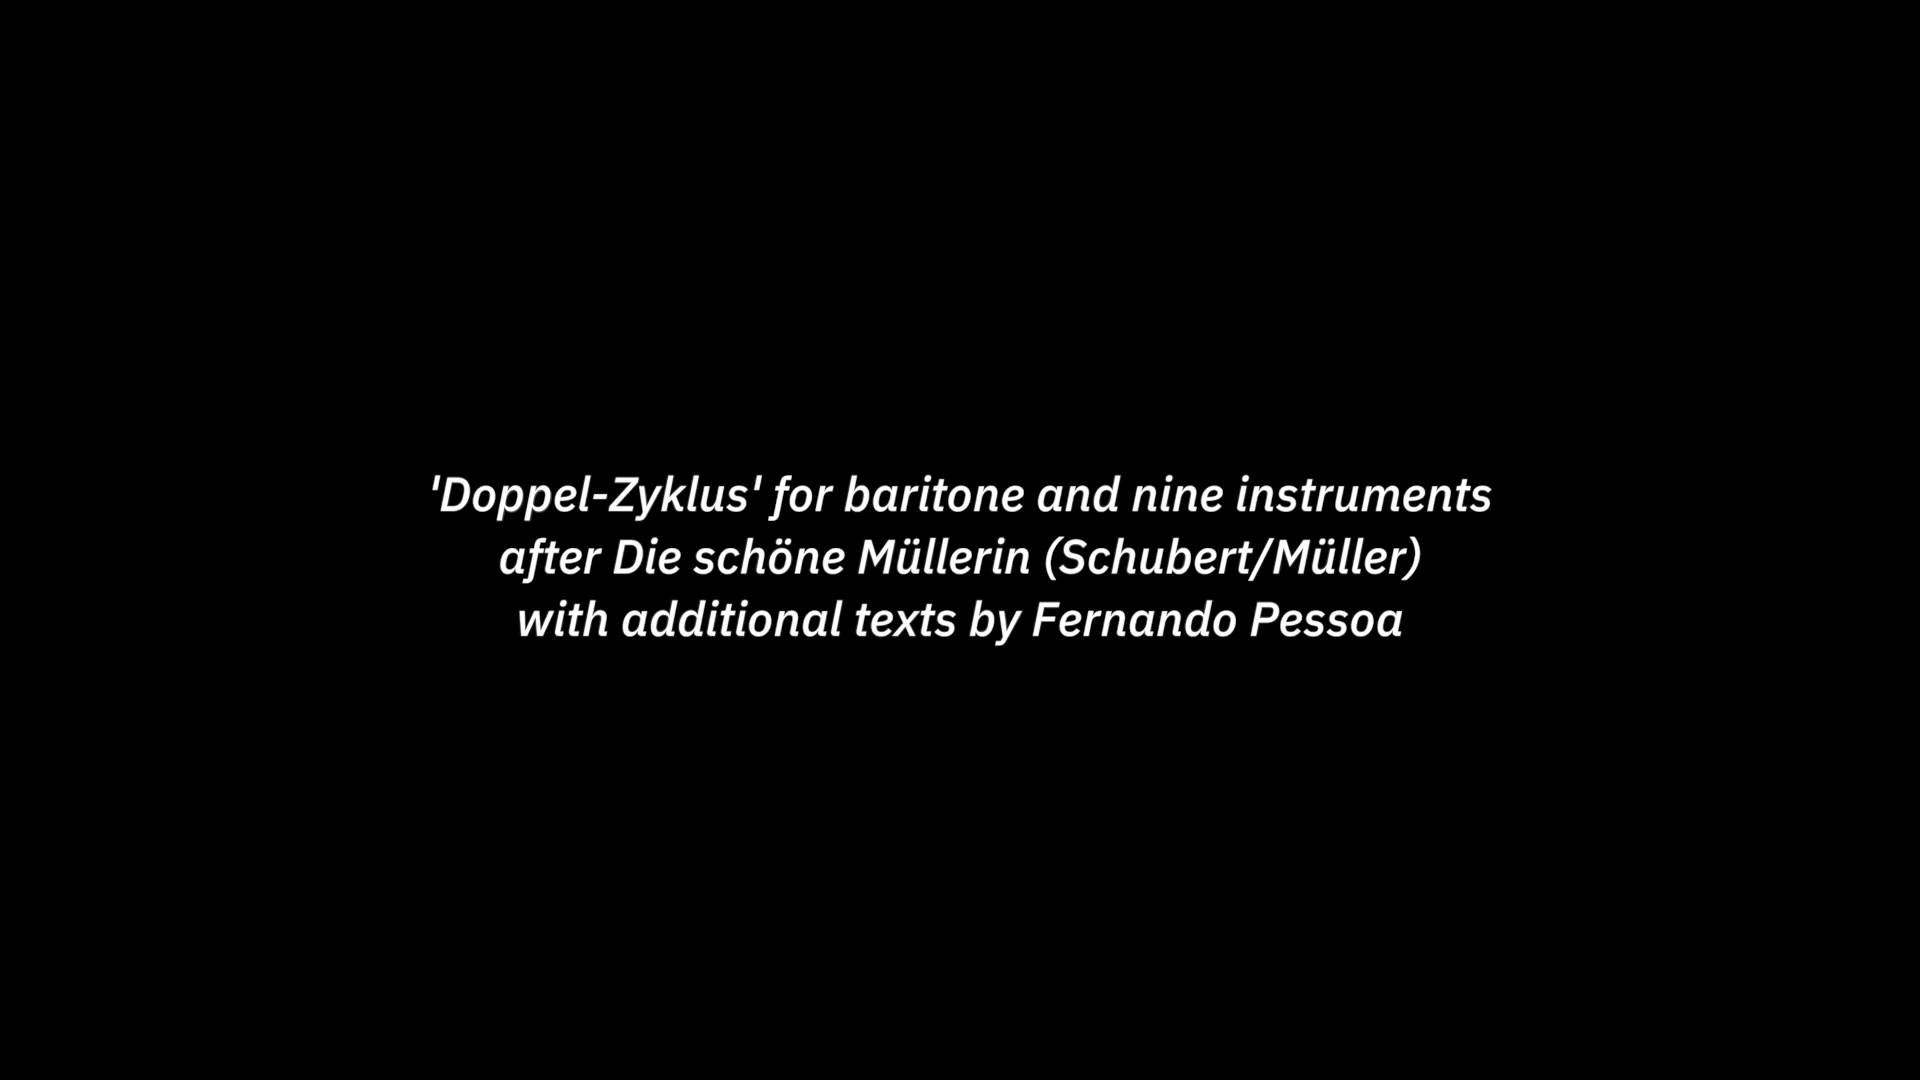 'Doppel-Zyklus' for baritone and nine instruments
after Die schöne Müllerin (Schubert/Müller)
with additional texts by Fernando Pessoa